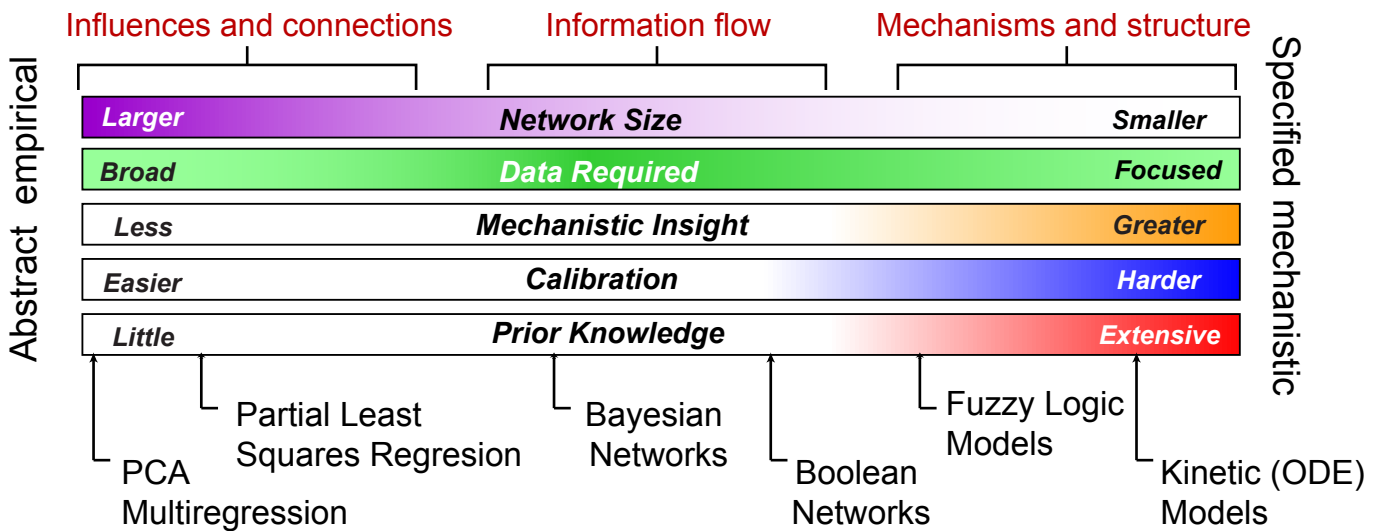 Influences and connections
Information flow
Mechanisms and structure
Abstract empirical
Specified mechanistic
Larger
Network Size
Smaller
Broad
Data Required
Focused
Less
Mechanistic Insight
Greater
Easier
Calibration
Harder
Little
Prior Knowledge
Extensive
PCA
Multiregression
Partial Least
Squares Regresion
Bayesian
Networks
Boolean
Networks
Fuzzy Logic
Models
Kinetic (ODE)
Models